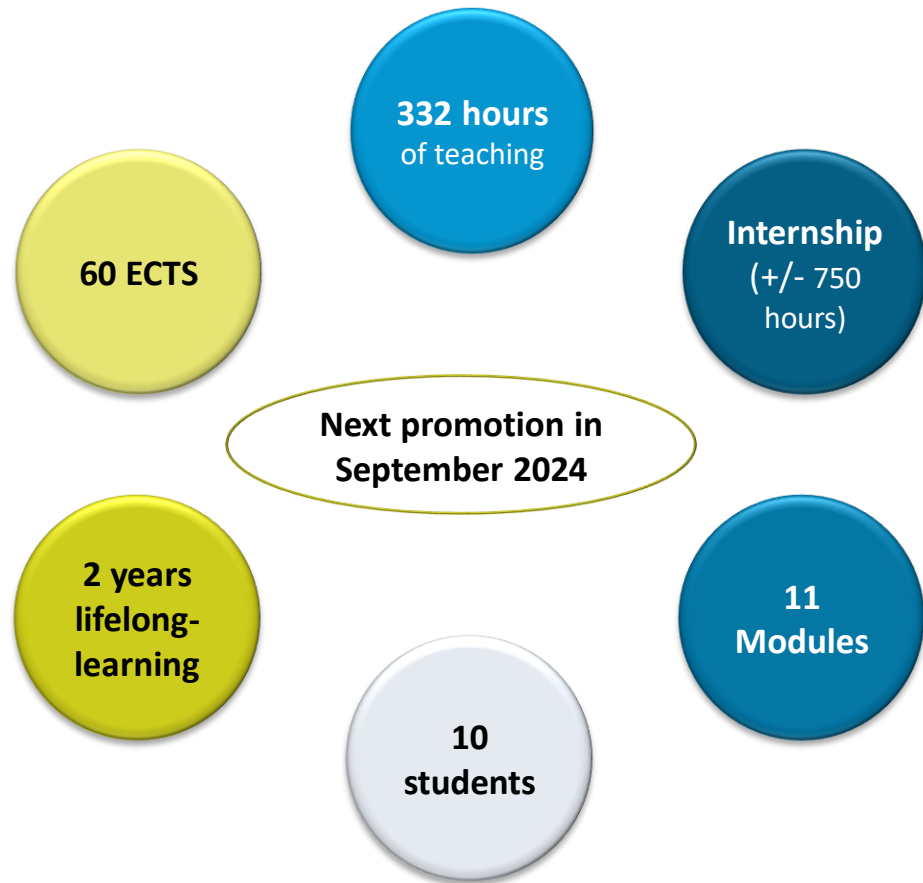 332 hours
of teaching
Internship
(+/- 750
hours)
11
Modules
10
students
2 years
lifelong-
learning
60 ECTS
Next promotion in
September 2024